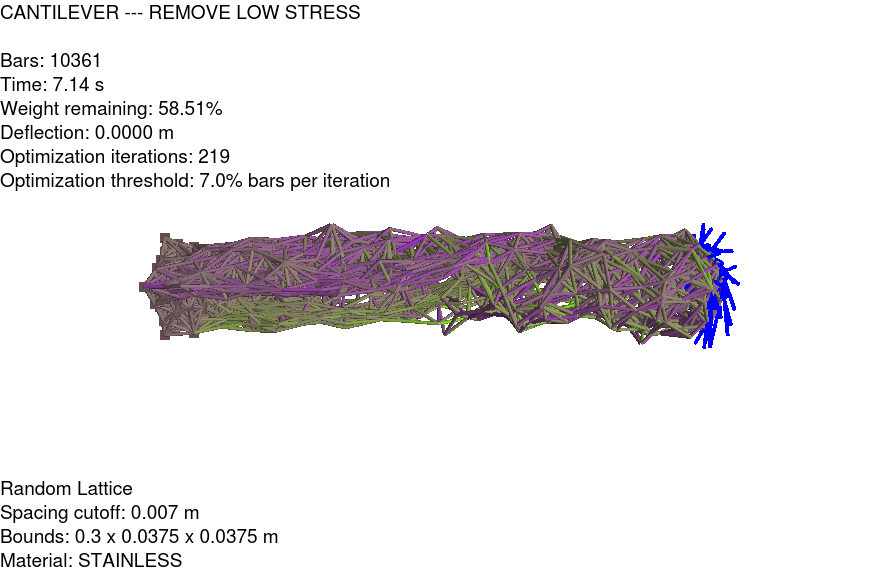 CANTILEVER --- REMOVE LOW STRESS
Bars: 10361
Time: 7.14 s
Weight remaining: 58.51%
Deflection: 0.0000 m
Optimization iterations: 219
Optimization threshold: 7.0% bars per iteration
Random Lattice
Spacing cutoff: 0.007 m
Bounds: 0.3 x 0.0375 x 0.0375 m
Material: STAINLESS